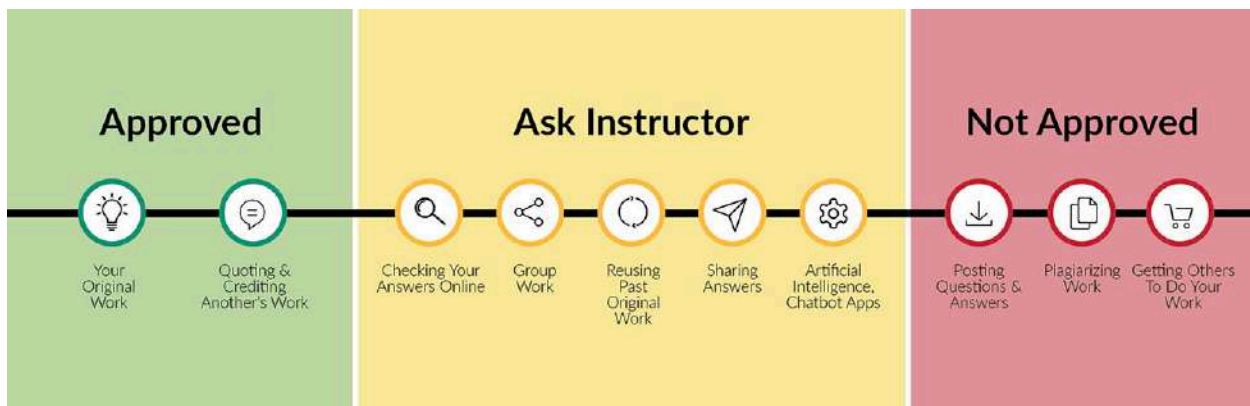 Approved
Your
Original
Work
Quoting &
Crediting
Another's Work
Ask Instructor
Checking Your
Answers Online
Group
Work
Reusing
Past
Original
Work
Sharing
Answers
Artificial
Intelligence,
Chatbot Apps
Not Approved
Posting
Questions &
Answers
Plagiarizing
Work
Getting Others
To Do Your
Work